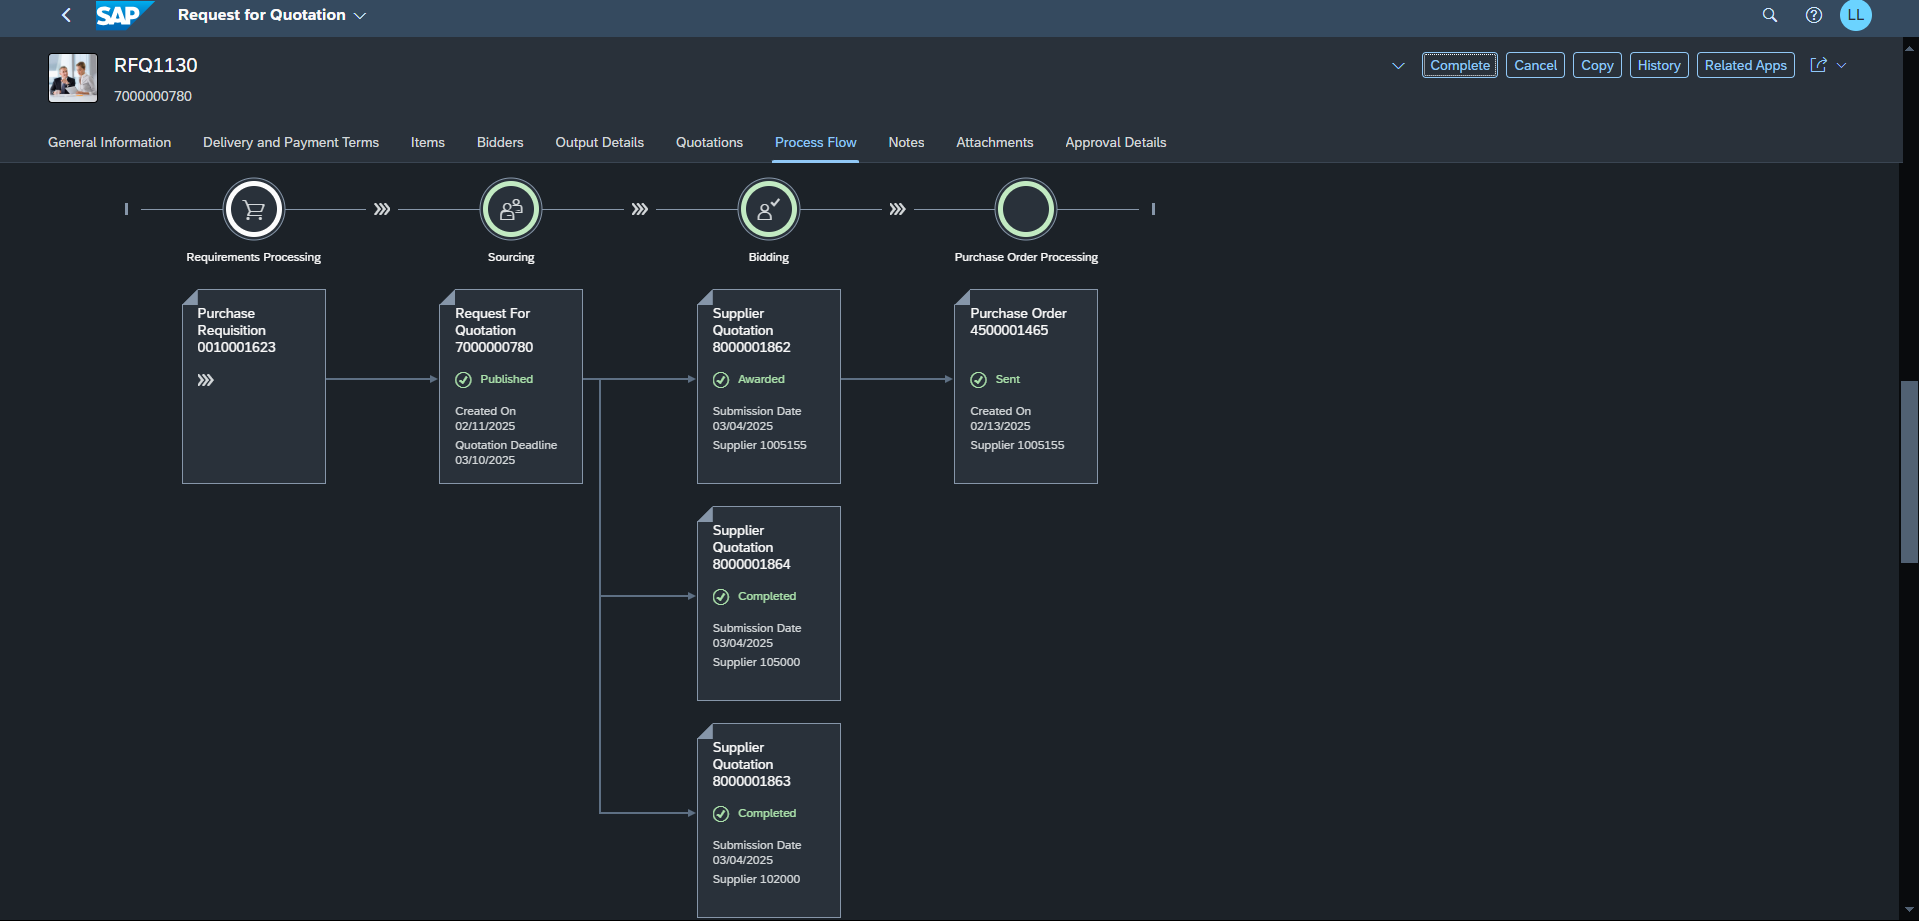 SAP
Request for Quotation
LL
RFQ1130
7000000780
Complete
Cancel
Copy
History
Related Apps
General Information
Delivery and Payment Terms
Items
Bidders
Output Details
Quotations
Process Flow
Notes
Attachments
Approval Details
Requirements Processing
Sourcing
Bidding
Purchase Order Processing
Purchase
Requisition
0010001623
Request For
Quotation
7000000780
Published
Created On
02/11/2025
Quotation Deadline
03/10/2025
Supplier
Quotation
8000001862
Awarded
Submission Date
03/04/2025
Supplier 1005155
Purchase Order
4500001465
Sent
Created On
02/13/2025
Supplier 1005155
Supplier
Quotation
8000001864
Completed
Submission Date
03/04/2025
Supplier 105000
Supplier
Quotation
8000001863
Completed
Submission Date
03/04/2025
Supplier 102000